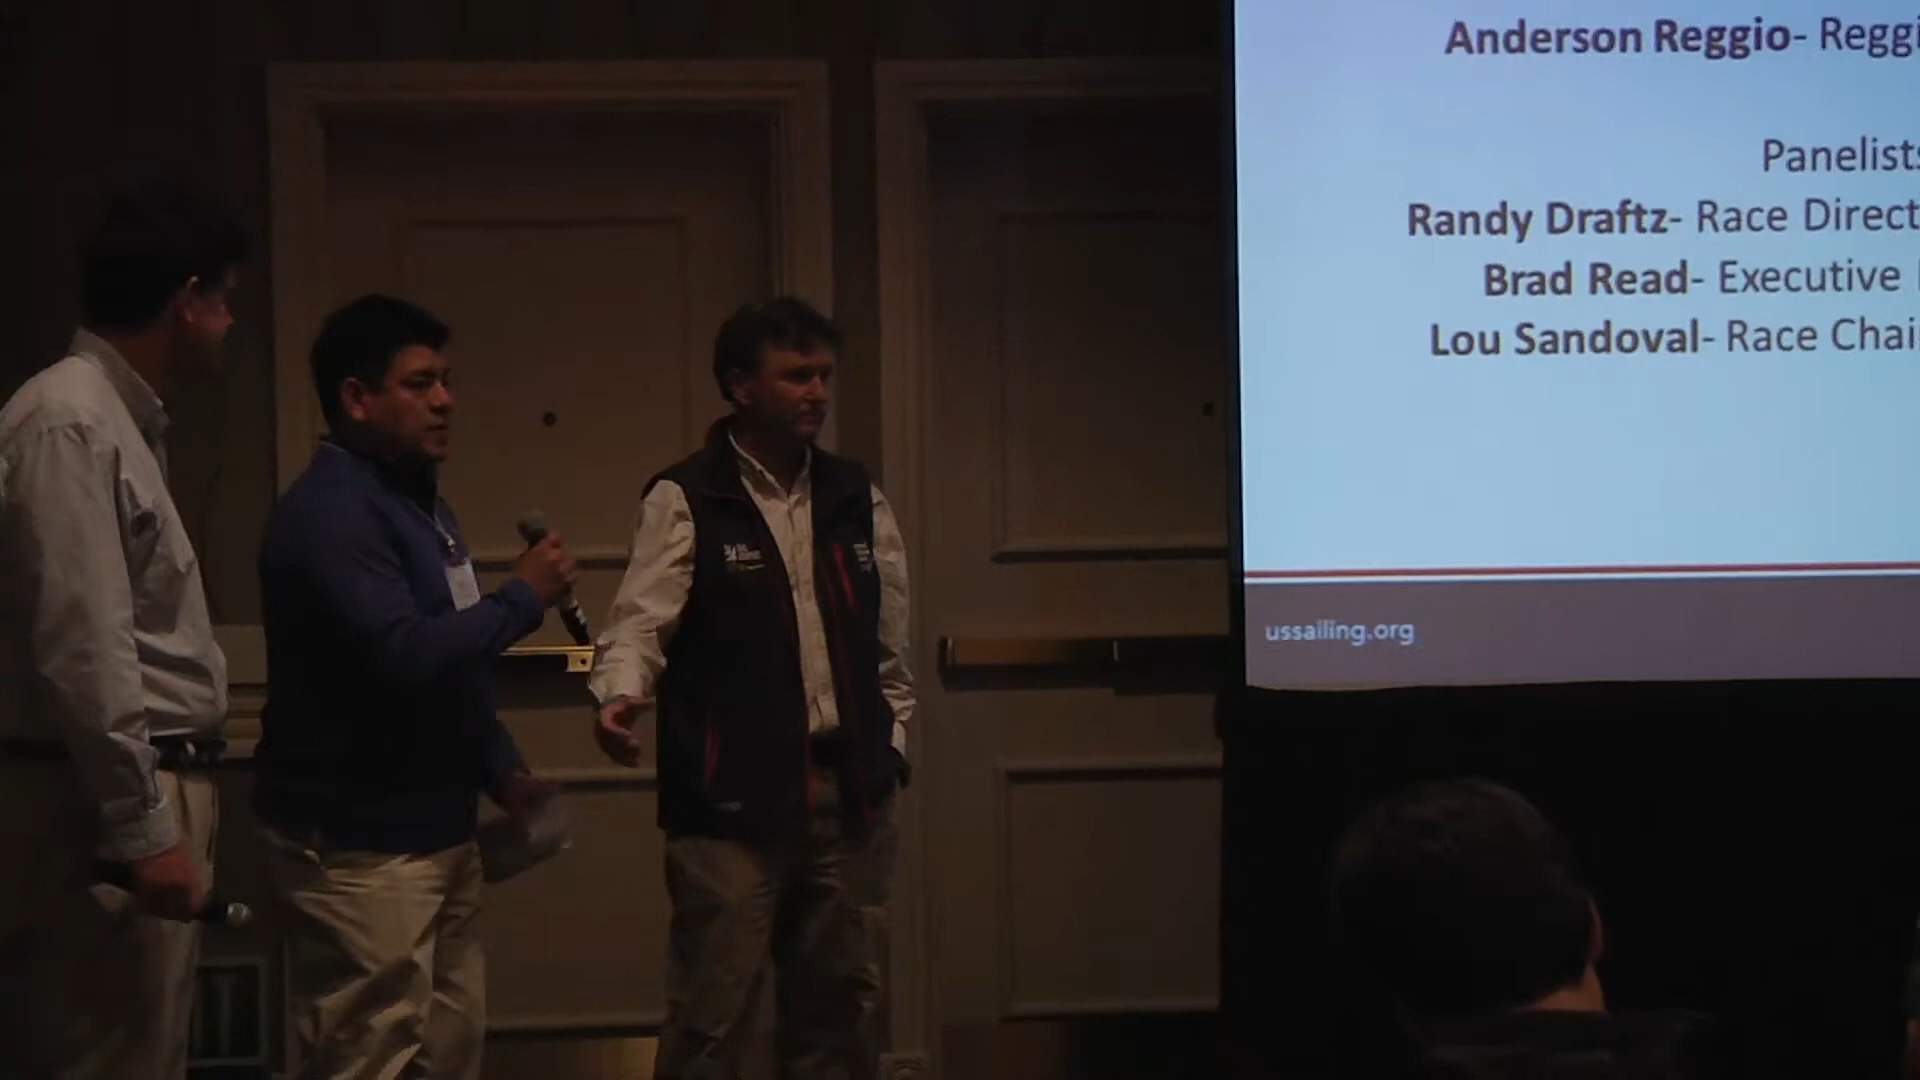 Anderson Reggio- Reggi
Panelists
Randy Draftz- Race Direct
Brad Read- Executive
Lou Sandoval- Race Chai
ussailing.org